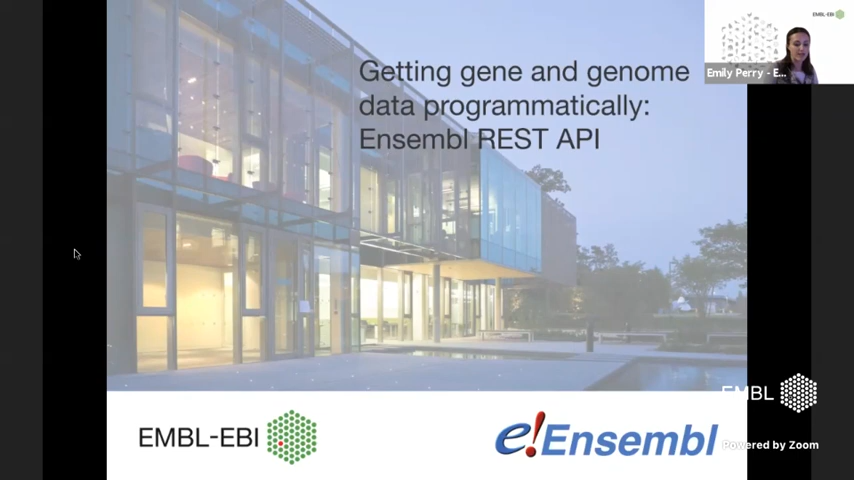 Getting gene and genome
data programmatically:
Ensembl REST API
EMBL-EBI
Emily Perry - E...
EMBL
EMBL-EBI
e!Ensembl
Powered by Zoom